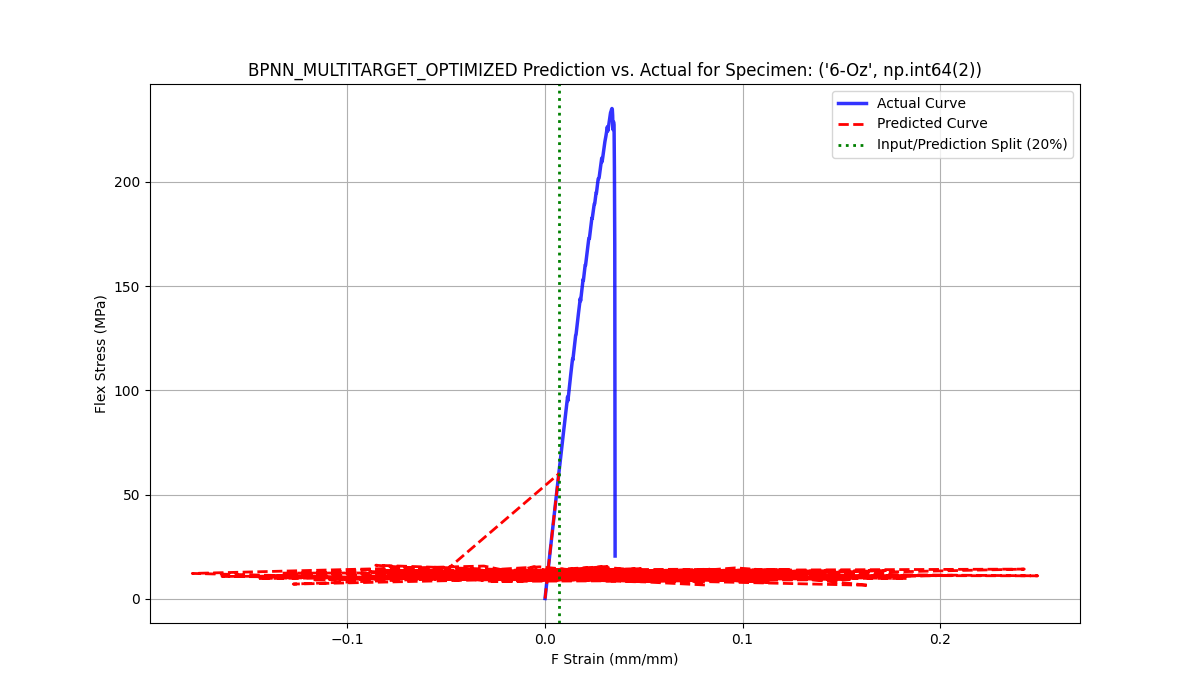 BPNN_MULTITARGET_OPTIMIZED Prediction vs. Actual for Specimen: ('6-Oz', np.int64(2))
Actual Curve
Predicted Curve
Input/Prediction Split (20%)
Flex Stress (MPa)
200
150
100
50
0
−0.1
0.0
0.1
0.2
F Strain (mm/mm)